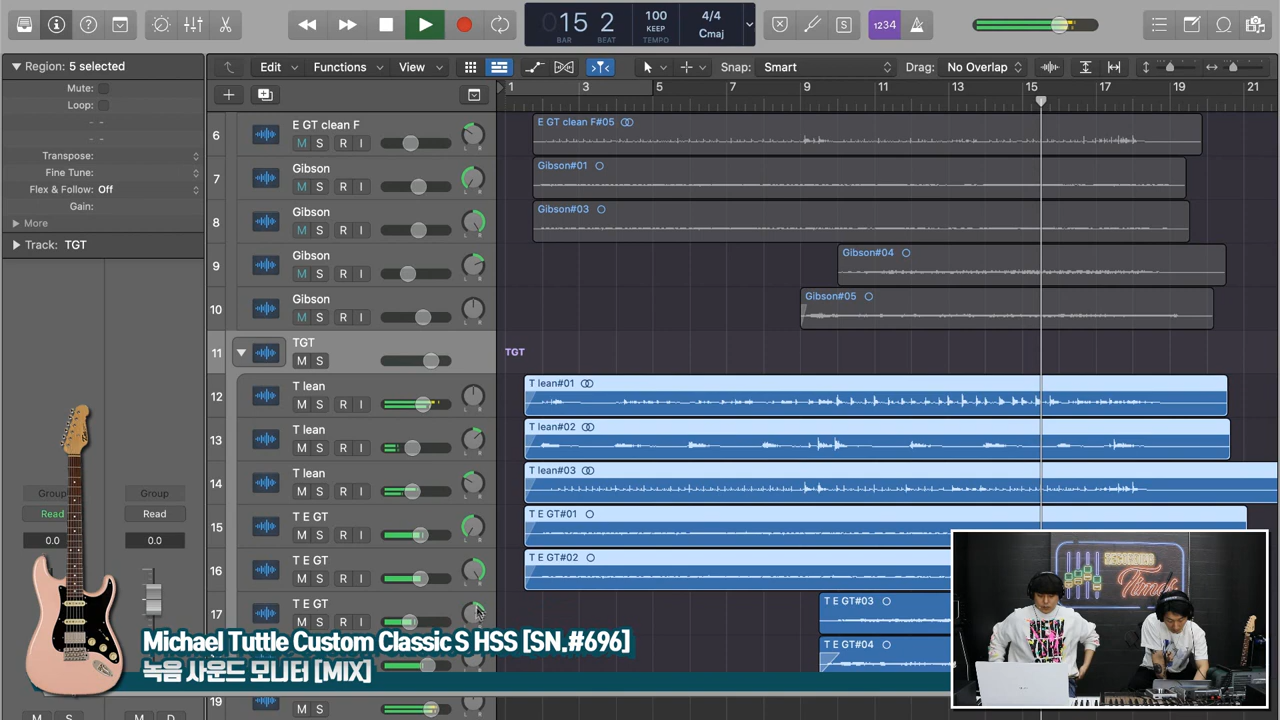 15 2
BAR BEAT
100
KEEP
TEMPO
4/4
Cmaj
S
1234
Region: 5 selected
Edit
Functions
View
Snap: Smart
Drag: No Overlap
Mute:
Loop:
Transpose:
Fine Tune:
Flex & Follow: Off
Gain:
More
Track: TGT
1 3 5 7 9 11 13 15 17 19 21
6 E GT clean F
M S R I
E GT clean F#05
7 Gibson
M S R I
Gibson#01
8 Gibson
M S R I
Gibson#03
9 Gibson
M S R I
Gibson#04
10 Gibson
M S R I
Gibson#05
11 TGT
M S
TGT
12 T lean
M S R I
T lean#01
13 T lean
M S R I
T lean#02
14 T lean
M S R I
T lean#03
15 T E GT
M S R I
T E GT#01
16 T E GT
M S R I
T E GT#02
17 T E GT
M S R I
T E GT#03
T E GT#04
19
M S
Group Group
Read Read
0.0 0.0
M S M D
Michael Tuttle Custom Classic S HSS [SN.#696]
녹음 사운드 모니터 [MIX]
Time